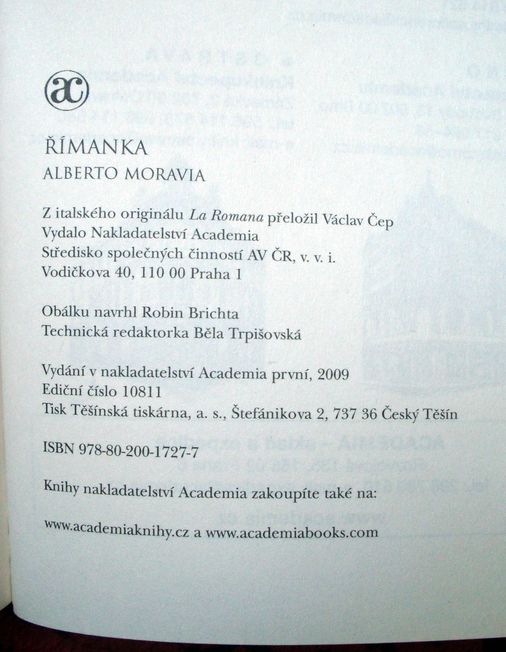 ac
ŘÍMANKA
ALBERTO MORAVIA
Z italského originálu La Romana přeložil Václav Čep
Vydalo Nakladatelství Academia
Středisko společných činností AV ČR, v. v. i.
Vodičkova 40, 110 00 Praha 1
Obálku navrhl Robin Brichta
Technická redaktorka Běla Trpišovská
Vydání v nakladatelství Academia první, 2009
Ediční číslo 10811
Tisk Těšínská tiskárna, a. s., Štefánikova 2, 737 36 Český Těšín
ISBN 978-80-200-1727-7
Knihy nakladatelství Academia zakoupíte také na:
www.academiaknihy.cz a www.academiabooks.com